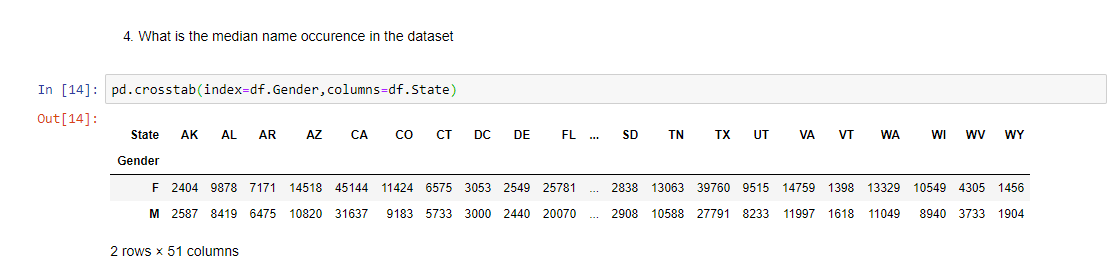 4. What is the median name occurence in the dataset
In [14]: pd.crosstab(index=df.Gender,columns=df.State)
Out[14]:
State AK AL AR AZ CA CO CT DC DE FL ... SD TN TX UT VA VT WA WI WV WY
Gender
F 2404 9878 7171 14518 45144 11424 6575 3053 2549 25781 ... 2838 13063 39760 9515 14759 1398 13329 10549 4305 1456
M 2587 8419 6475 10820 31637 9183 5733 3000 2440 20070 ... 2908 10588 27791 8233 11997 1618 11049 8940 3733 1904
2 rows × 51 columns